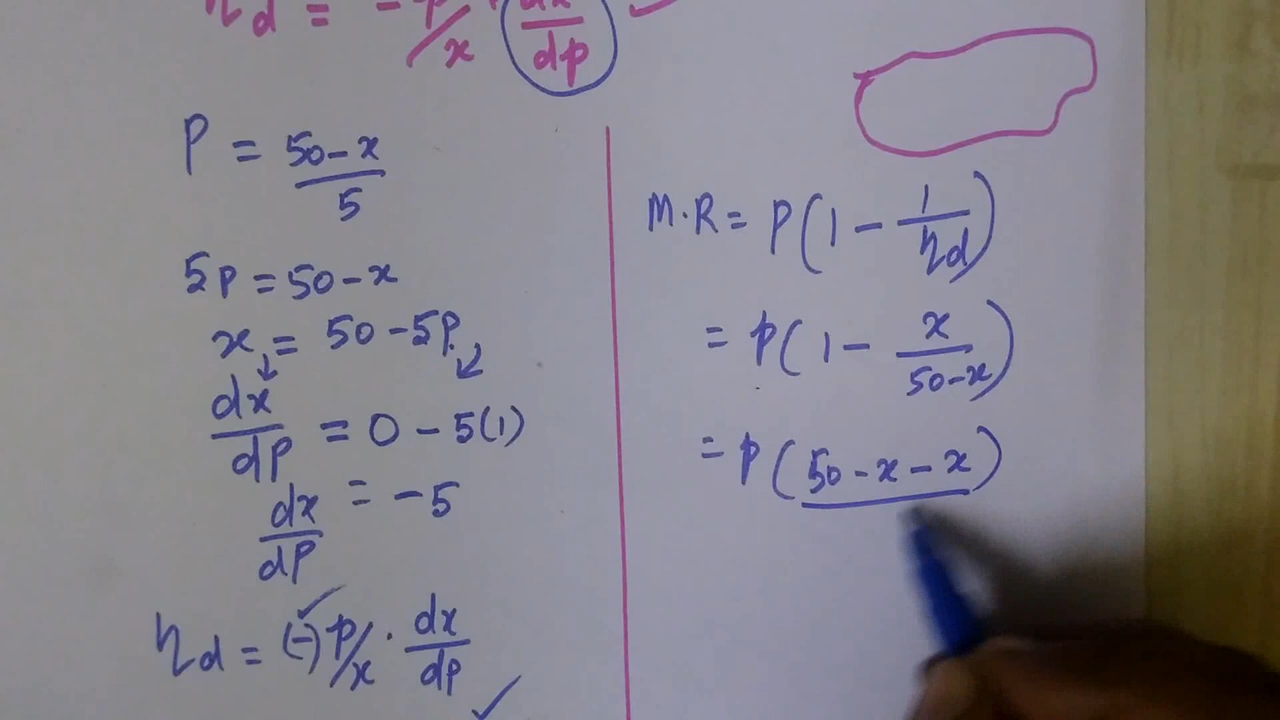 ηd = -p/x · dx/dp
P = 50-x/5
5p = 50-x
x = 50-5p
dx/dp = 0-5(1)
dx/dp = -5
ηd = (-)p/x · dx/dp
M.R = P(1 - 1/ηd)
= p(1 - x/50-x)
= p(50-x-x)